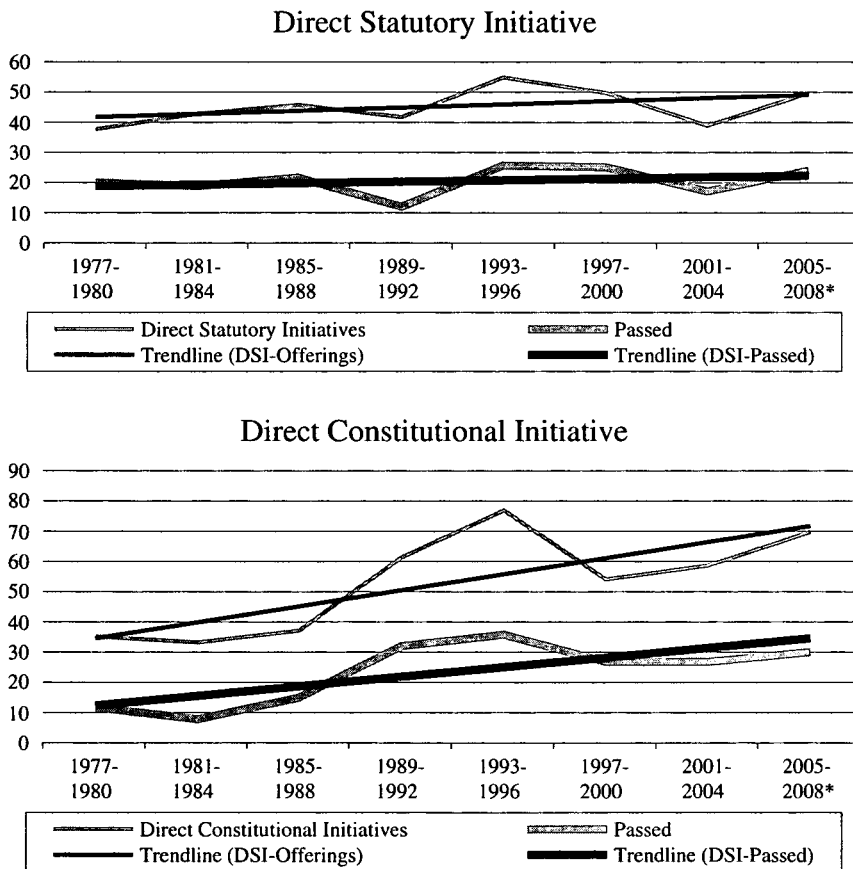 Direct Statutory Initiative
60
50
40
30
20
10
0
1977- 1981- 1985- 1989- 1993- 1997- 2001- 2005-
1980 1984 1988 1992 1996 2000 2004 2008*
Direct Statutory Initiatives Passed
Trendline (DSI-Offerings) Trendline (DSI-Passed)
Direct Constitutional Initiative
90
80
70
60
50
40
30
20
10
0
1977- 1981- 1985- 1989- 1993- 1997- 2001- 2005-
1980 1984 1988 1992 1996 2000 2004 2008*
Direct Constitutional Initiatives Passed
Trendline (DSI-Offerings) Trendline (DSI-Passed)